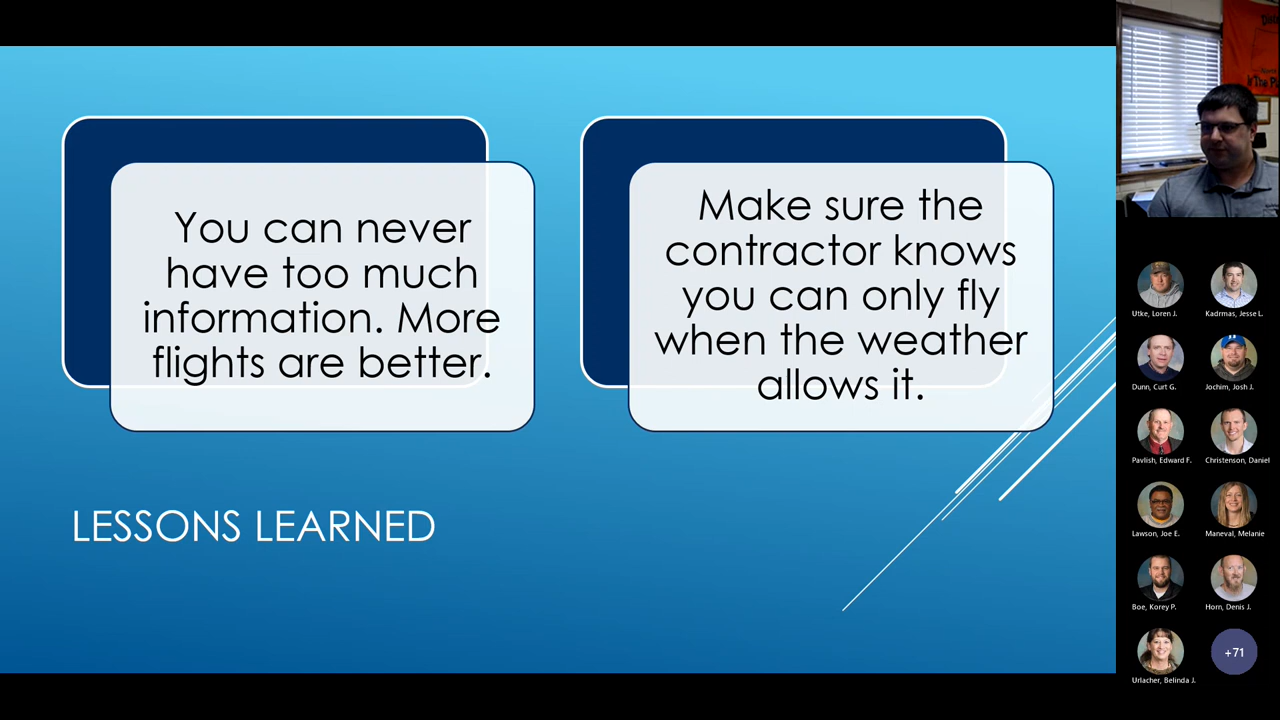 You can never
have too much
information. More
flights are better.
Make sure the
contractor knows
you can only fly
when the weather
allows it.
LESSONS LEARNED
Utke, Loren J.
Kadrmas, Jesse L.
Dunn, Curt G.
Jochim, Josh J.
Pavlish, Edward F.
Christenson, Daniel
Lawson, Joe E.
Maneval, Melanie
Boe, Korey P.
Horn, Denis J.
Urlacher, Belinda J.
+71